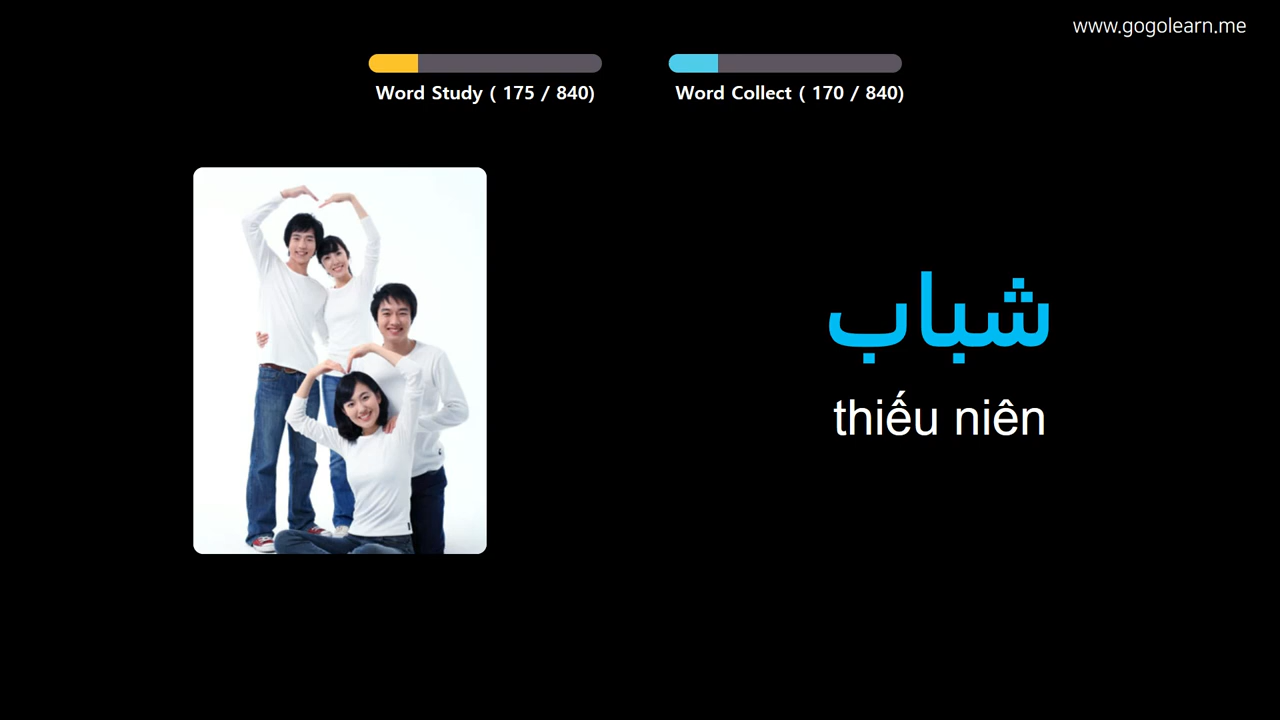 www.gogolearn.me
Word Study ( 175 / 840)
Word Collect ( 170 / 840)
شباب
thiếu niên